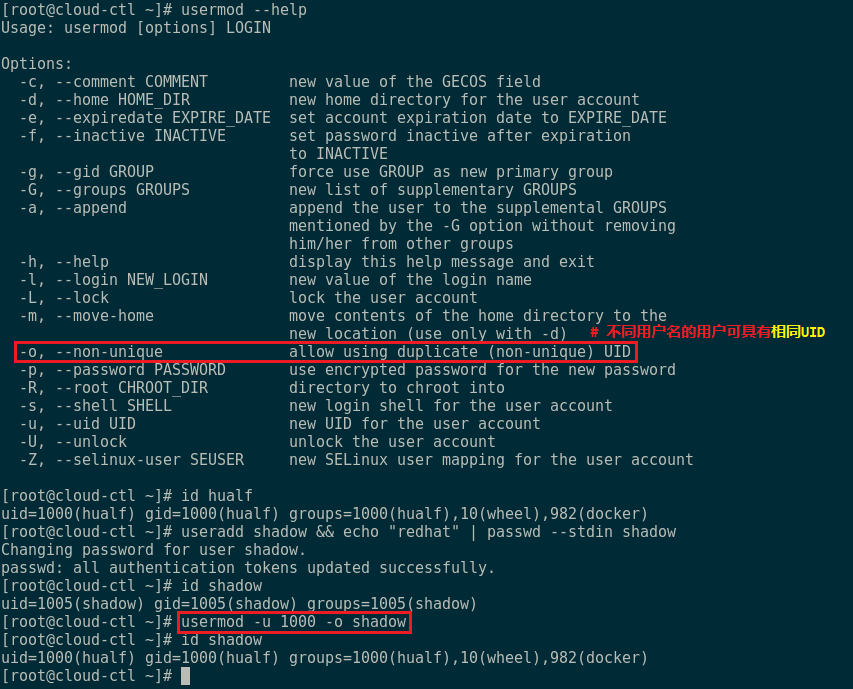 [root@cloud-ctl ~]# usermod --help
Usage: usermod [options] LOGIN
Options:
-c, --comment COMMENT new value of the GECOS field
-d, --home HOME_DIR new home directory for the user account
-e, --expiredate EXPIRE_DATE set account expiration date to EXPIRE_DATE
-f, --inactive INACTIVE set password inactive after expiration
to INACTIVE
-g, --gid GROUP force use GROUP as new primary group
-G, --groups GROUPS new list of supplementary GROUPS
-a, --append append the user to the supplemental GROUPS
mentioned by the -G option without removing
him/her from other groups
-h, --help display this help message and exit
-l, --login NEW_LOGIN new value of the login name
-L, --lock lock the user account
-m, --move-home move contents of the home directory to the
new location (use only with -d) # 不同用户名的用户可具有相同UID
-o, --non-unique allow using duplicate (non-unique) UID
-p, --password PASSWORD use encrypted password for the new password
-R, --root CHROOT_DIR directory to chroot into
-s, --shell SHELL new login shell for the user account
-u, --uid UID new UID for the user account
-U, --unlock unlock the user account
-Z, --selinux-user SEUSER new SELinux user mapping for the user account
[root@cloud-ctl ~]# id hualf
uid=1000(hualf) gid=1000(hualf) groups=1000(hualf),10(wheel),982(docker)
[root@cloud-ctl ~]# useradd shadow && echo "redhat" | passwd --stdin shadow
Changing password for user shadow.
passwd: all authentication tokens updated successfully.
[root@cloud-ctl ~]# id shadow
uid=1005(shadow) gid=1005(shadow) groups=1005(shadow)
[root@cloud-ctl ~]# usermod -u 1000 -o shadow
[root@cloud-ctl ~]# id shadow
uid=1000(hualf) gid=1000(hualf) groups=1000(hualf),10(wheel),982(docker)
[root@cloud-ctl ~]#